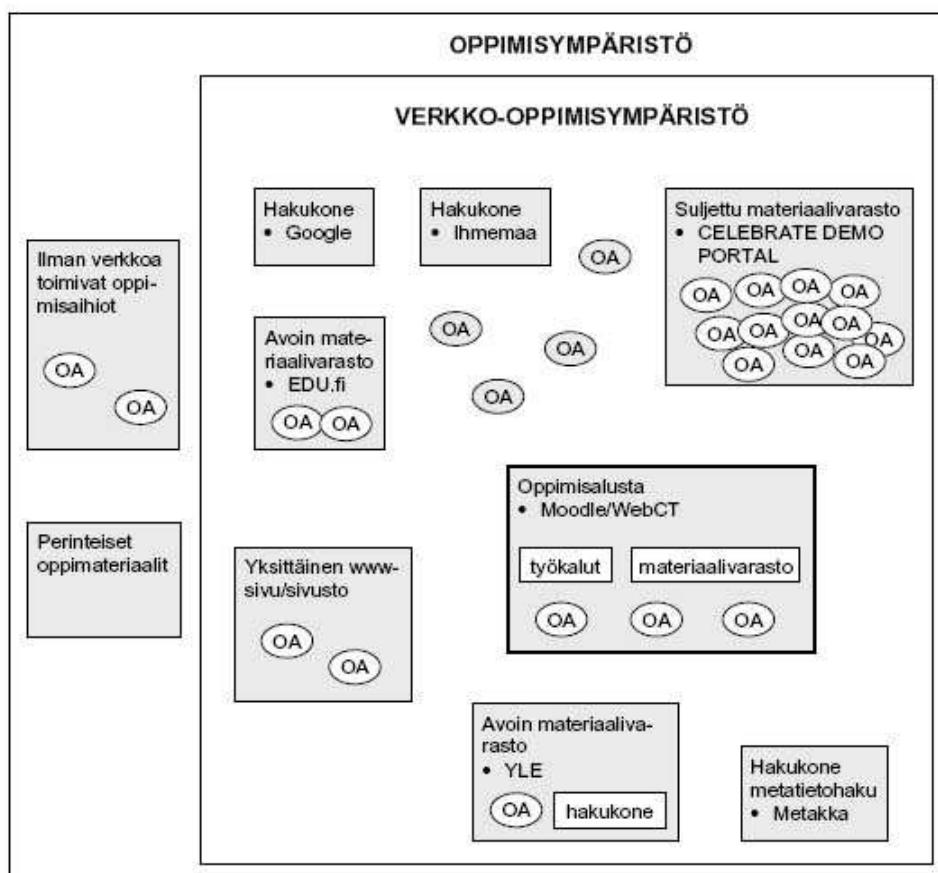 OPPIMISYMPÄRISTÖ
VERKKO-OPPIMISYMPÄRISTÖ
Ilman verkkoa
toimivat oppi-
misaihiot
OA
OA
Perinteiset
oppimateriaalit
Hakukone
• Google
Hakukone
• Ihmemaa
Suljettu materiaalivarasto
• CELEBRATE DEMO
PORTAL
OA OA OA OA
OA OA OA OA OA
OA OA OA
OA
OA
OA
OA
Avoin mate-
riaalivarasto
• EDU.fi
OA OA
Oppimisalusta
• Moodle/WebCT
työkalut materiaalivarasto
OA OA OA
Yksittäinen www-
sivu/sivusto
OA
OA
Avoin materiaaliva-
rasto
• YLE
OA hakukone
Hakukone
metatietohaku
• Metakka